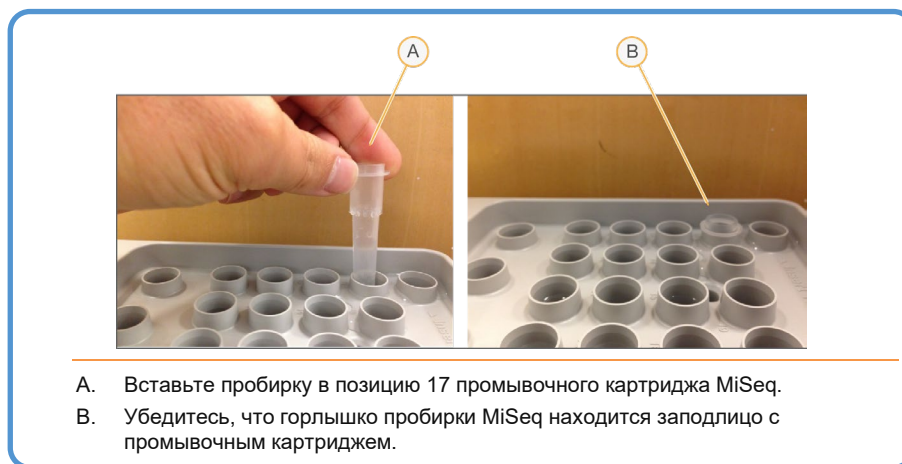 A
B
A. Вставьте пробирку в позицию 17 промывочного картриджа MiSeq.
B. Убедитесь, что горлышко пробирки MiSeq находится заподлицо с
промывочным картриджем.